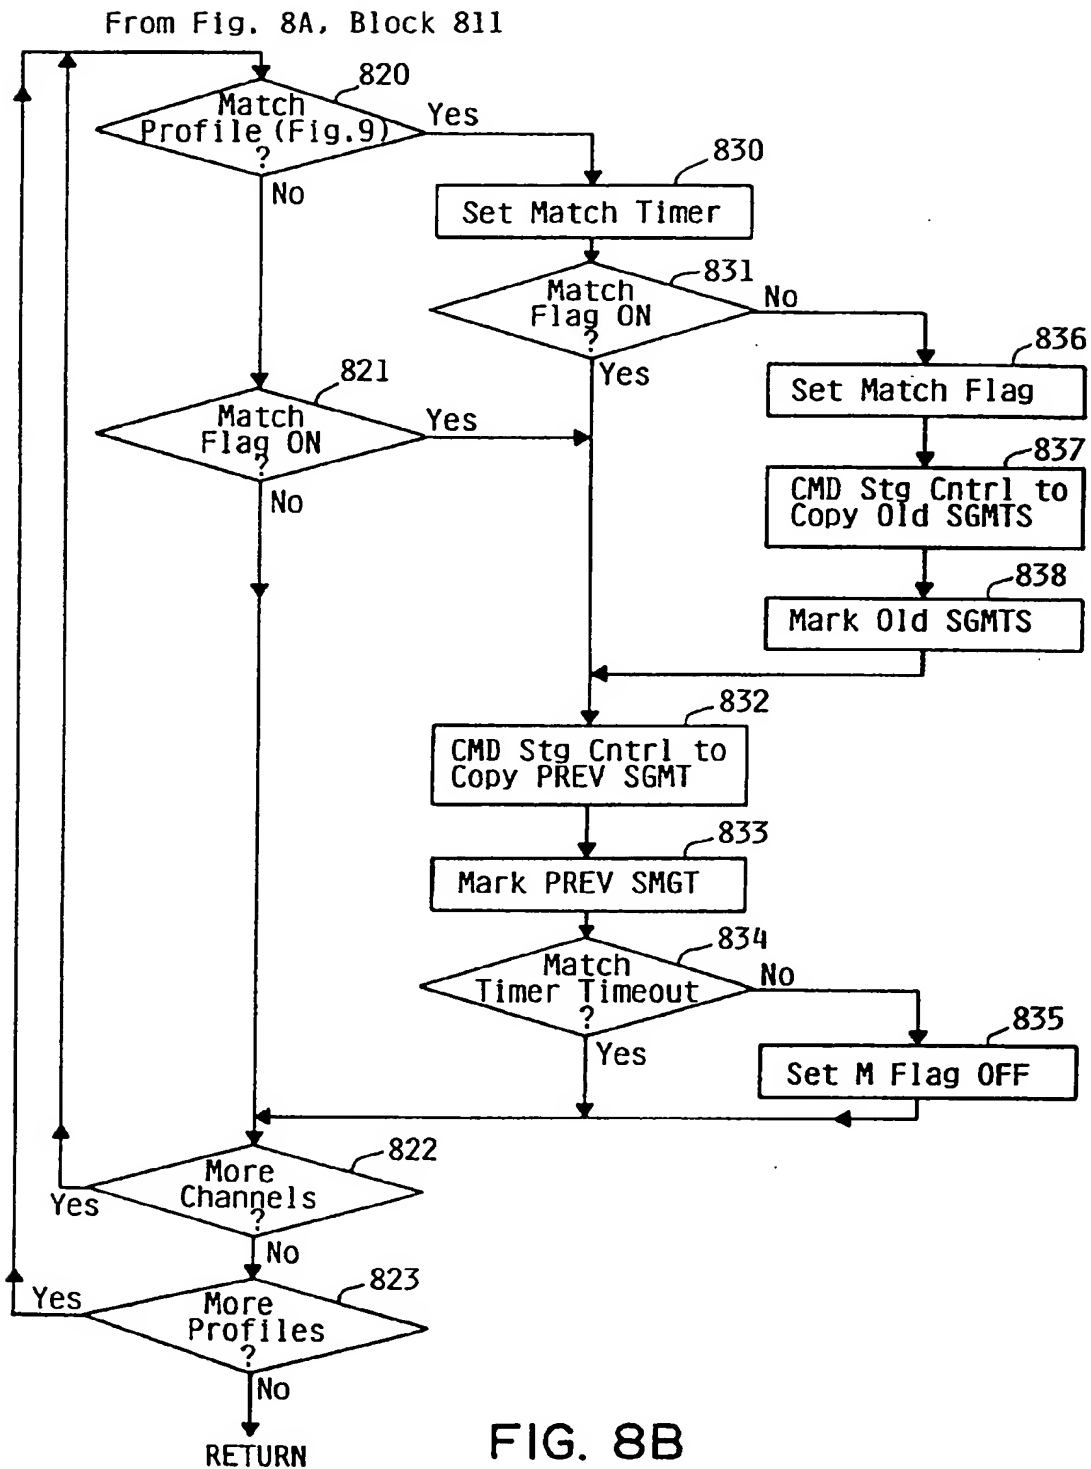 From Fig. 8A, Block 811
820
Match
Profile (Fig.9)
?
Yes
No
830
Set Match Timer
831
Match
Flag ON
?
No
Yes
836
Set Match Flag
821
Match
Flag ON
?
Yes
No
837
CMD Stg Cntrl to
Copy Old SGMTS
838
Mark Old SGMTS
832
CMD Stg Cntrl to
Copy PREV SGMT
833
Mark PREV SMGT
834
Match
Timer Timeout
?
No
Yes
835
Set M Flag OFF
822
More
Channels
?
Yes
No
823
More
Profiles
?
Yes
No
RETURN
FIG. 8B